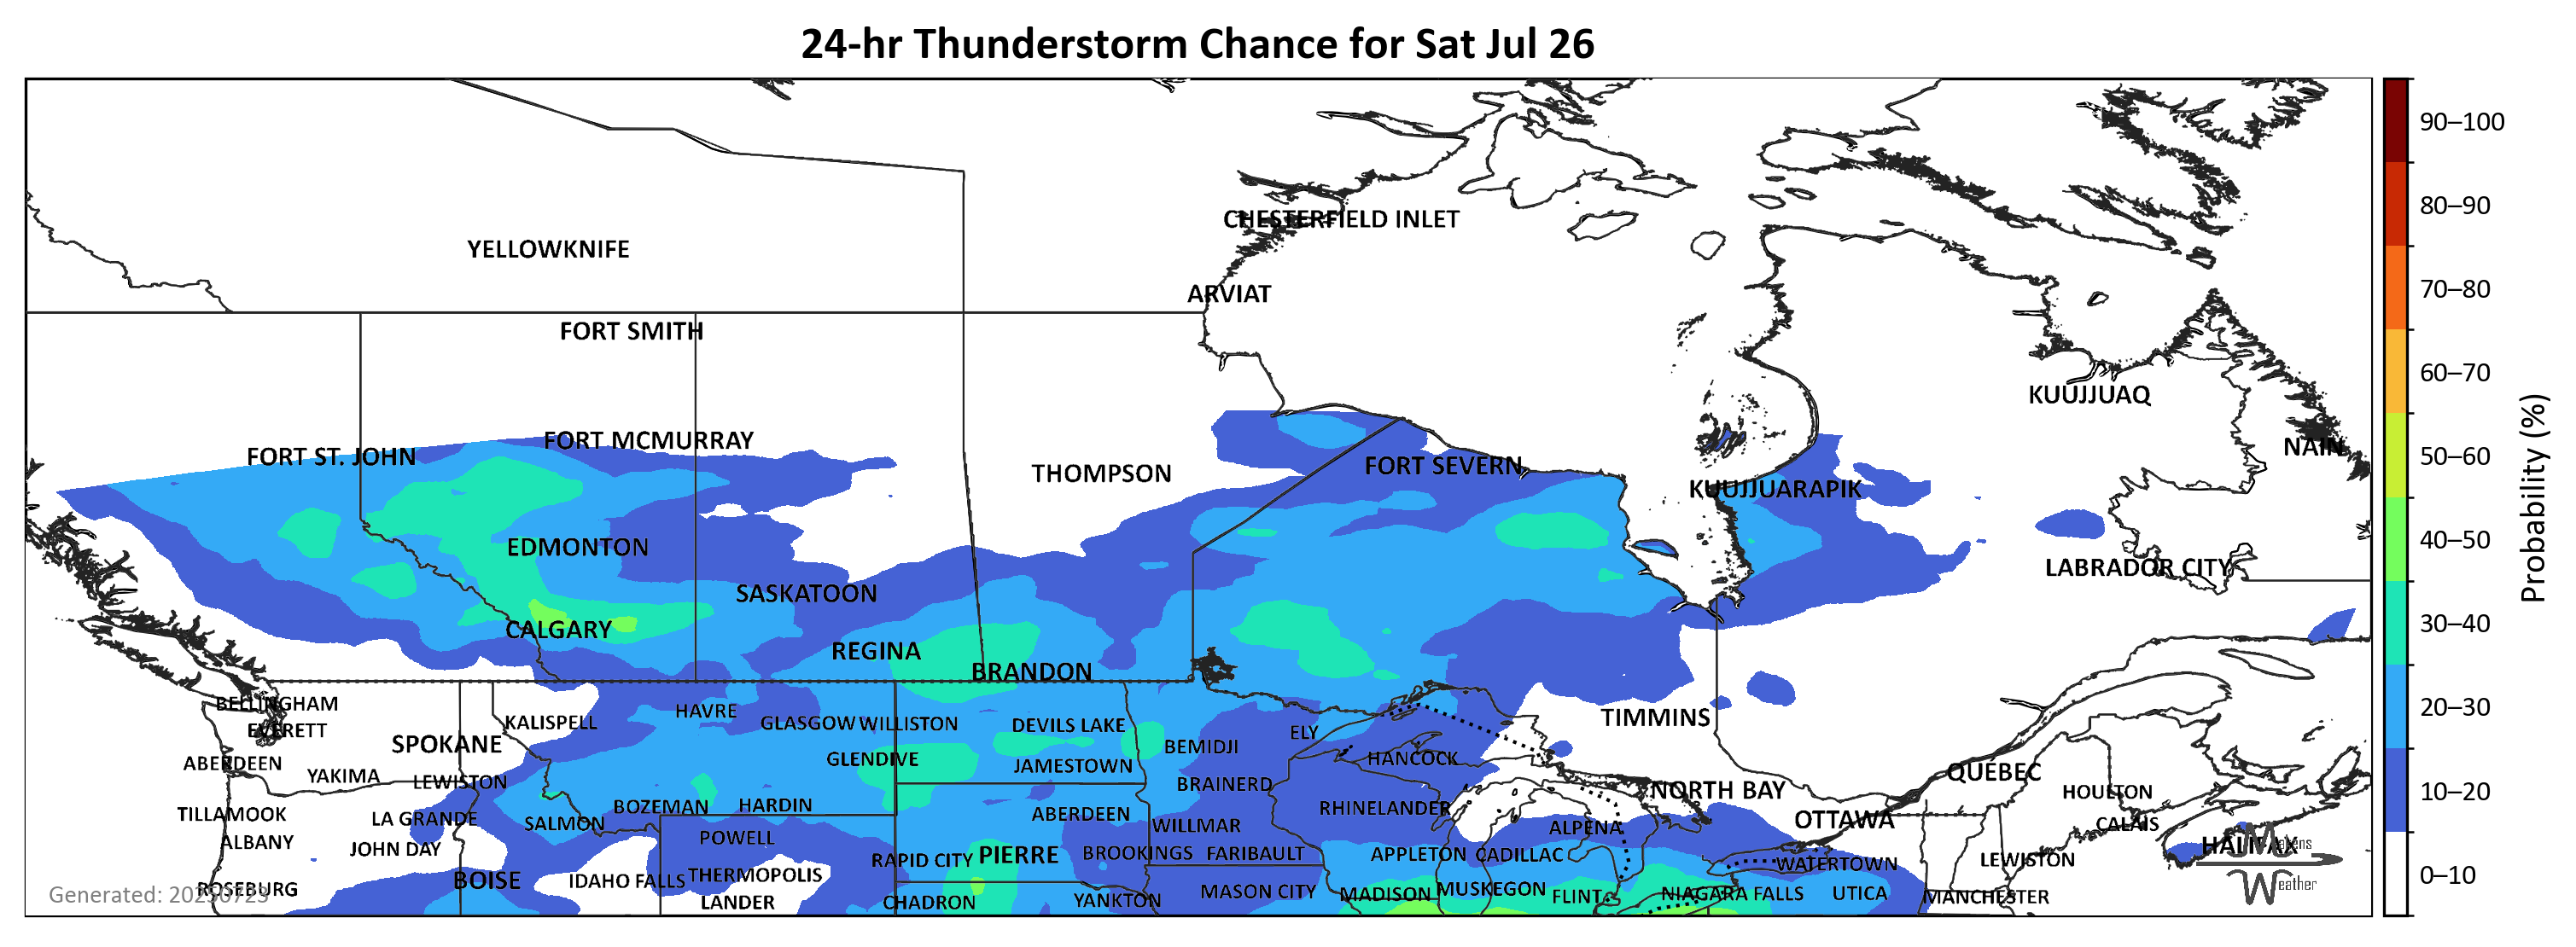 24-hr Thunderstorm Chance for Sat Jul 26
90–100
80–90
CHESTERFIELD INLET
YELLOWKNIFE
70–80
ARVIAT
FORT SMITH
60–70
KUUJJUAQ
FORT MCMURRAY
NAIN
FORT ST. JOHN
50–60
FORT SEVERN
THOMPSON
KUUJJUARAPIK
Probability (%)
40–50
EDMONTON
LABRADOR CITY
SASKATOON
30–40
CALGARY
REGINA
BRANDON
BELLINGHAM
20–30
HAVRE
TIMMINS
KALISPELL
GLASGOW
WILLISTON
DEVILS LAKE
EVERETT
ELY
SPOKANE
BEMIDJI
GLENDIVE
HANCOCK
ABERDEEN
JAMESTOWN
QUÉBEC
YAKIMA
LEWISTON
BRAINERD
NORTH BAY
10–20
HOULTON
BOZEMAN
HARDIN
RHINELANDER
TILLAMOOK
ABERDEEN
LA GRANDE
OTTAWA
SALMON
WILLMAR
CALAIS
ALPENA
POWELL
ALBANY
HALIFAX
Makens
JOHN DAY
BROOKINGS
FARIBAULT
APPLETON
CADILLAC
PIERRE
RAPID CITY
LEWISTON
WATERTOWN
THERMOPOLIS
0–10
BOISE
IDAHO FALLS
Weather
ROSEBURG
MUSKEGON
MASON CITY
MADISON
NIAGARA FALLS
UTICA
Generated: 20250723
FLINT
MANCHESTER
YANKTON
LANDER
CHADRON